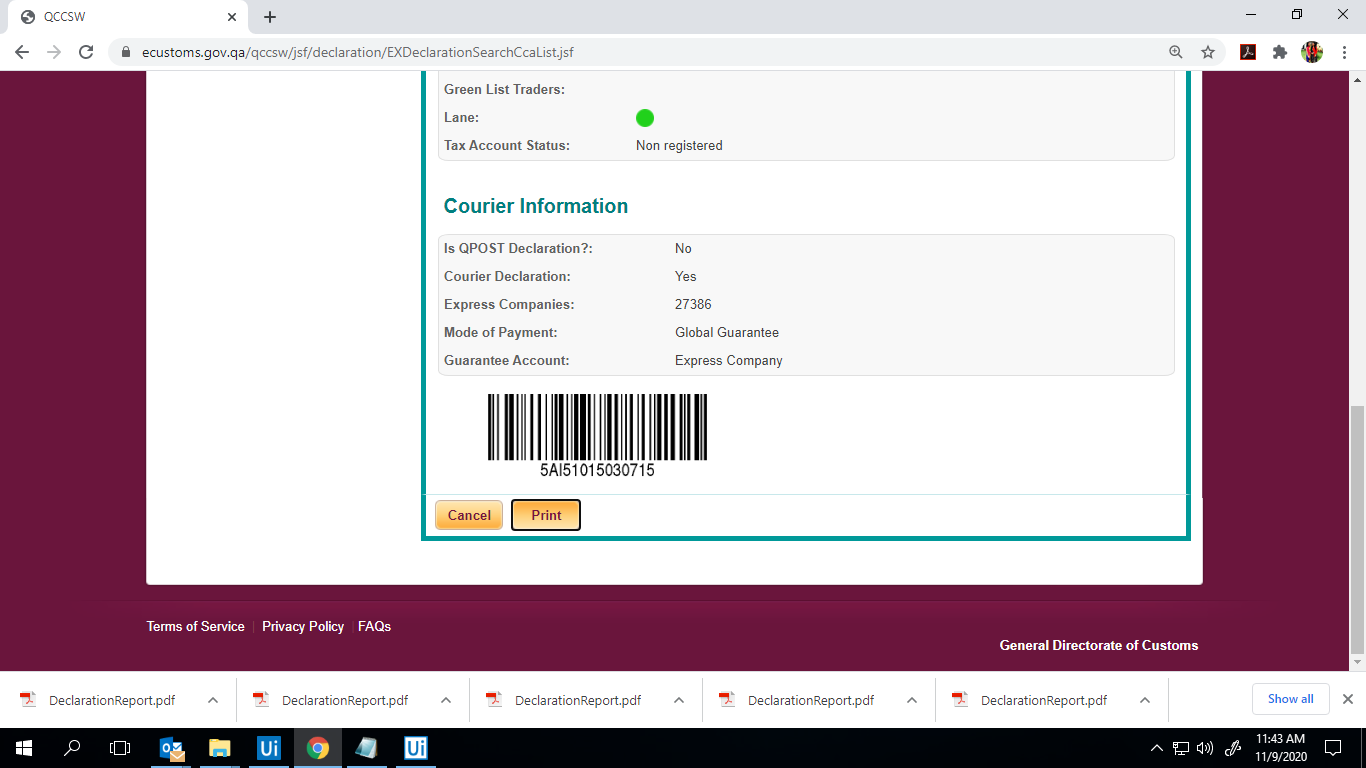 QCCSW
ecustoms.gov.qa/qccsw/jsf/declaration/EXDeclarationSearchCcaList.jsf
Green List Traders:
Lane:
Tax Account Status: Non registered
Courier Information
Is QPOST Declaration?: No
Courier Declaration: Yes
Express Companies: 27386
Mode of Payment: Global Guarantee
Guarantee Account: Express Company
5AI51015030715
Cancel Print
Terms of Service | Privacy Policy | FAQs
General Directorate of Customs
DeclarationReport.pdf DeclarationReport.pdf DeclarationReport.pdf DeclarationReport.pdf DeclarationReport.pdf Show all
Ui Ui
11:43 AM
11/9/2020